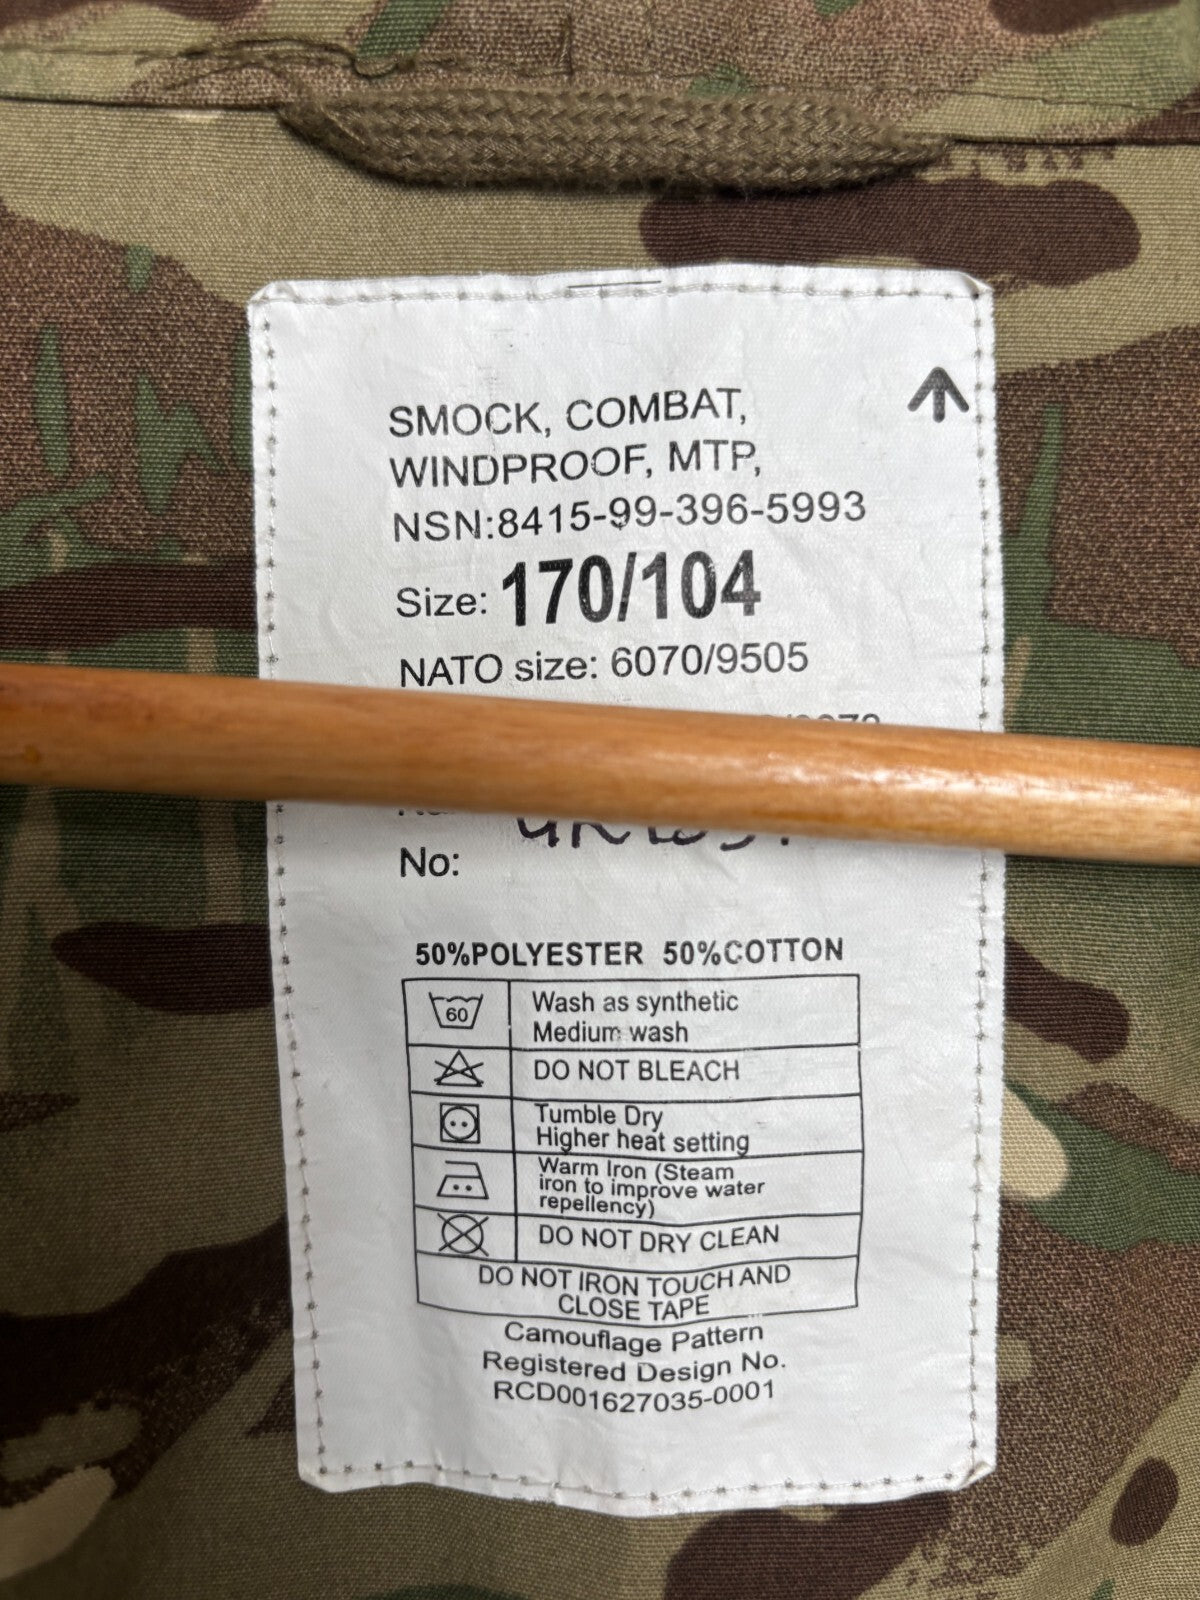 SMOCK, COMBAT,
WINDPROOF, MTP,
NSN:8415-99-396-5993
Size: 170/104
NATO size: 6070/9505
No:
50%POLYESTER 50%COTTON
60
Wash as synthetic
Medium wash
DO NOT BLEACH
Tumble Dry
Higher heat setting
Warm Iron (Steam
iron to improve water
repellency)
DO NOT DRY CLEAN
DO NOT IRON TOUCH AND
CLOSE TAPE
Camouflage Pattern
Registered Design No.
RCD001627035-0001